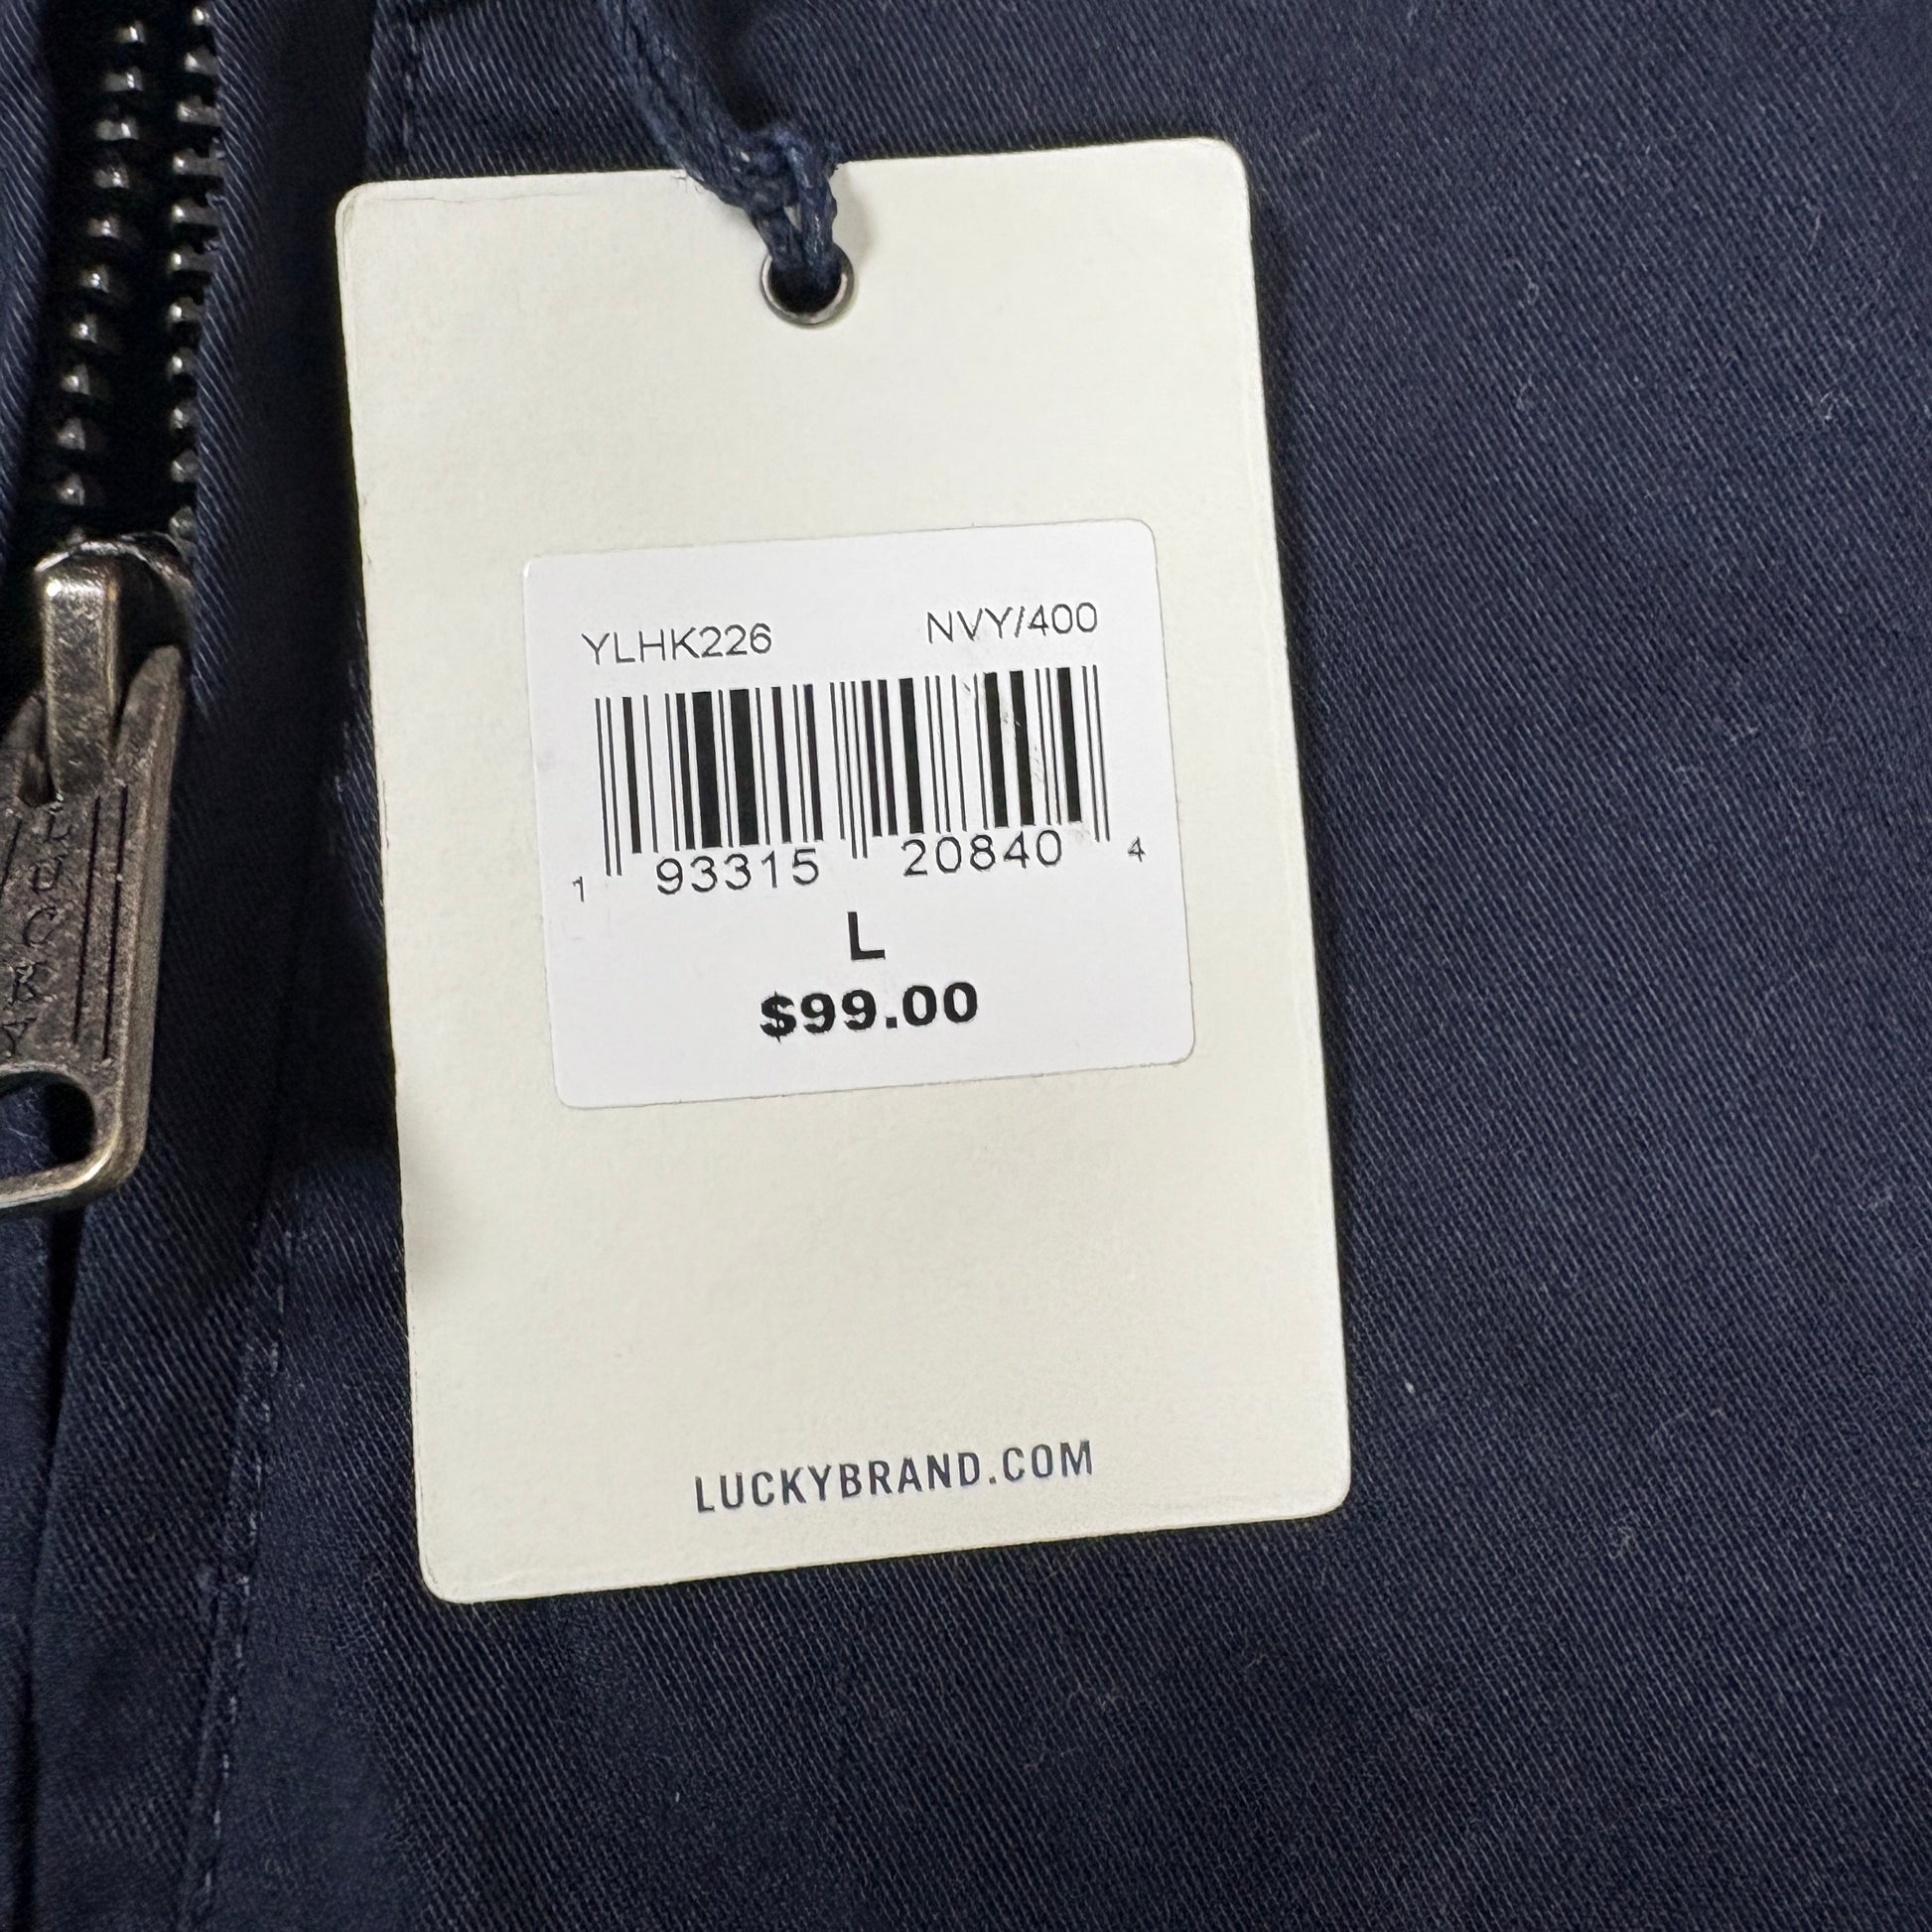 YLHK226 NVY/400
1 93315 20840 4
L
$99.00
LUCKYBRAND.COM